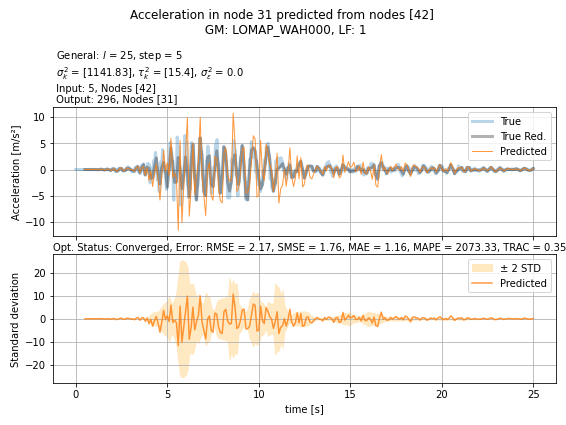 Acceleration in node 31 predicted from nodes [42]
GM: LOMAP_WAH000, LF: 1
General: l = 25, step = 5
σ²ₖ = [1141.83], τ²ₖ = [15.4], σ²ₑ = 0.0
Input: 5, Nodes [42]
Output: 296, Nodes [31]
Acceleration [m/s²]
10
5
0
−5
−10
True
True Red.
Predicted
Opt. Status: Converged, Error: RMSE = 2.17, SMSE = 1.76, MAE = 1.16, MAPE = 2073.33, TRAC = 0.35
Standard deviation
20
10
0
−10
−20
± 2 STD
Predicted
0 5 10 15 20 25
time [s]